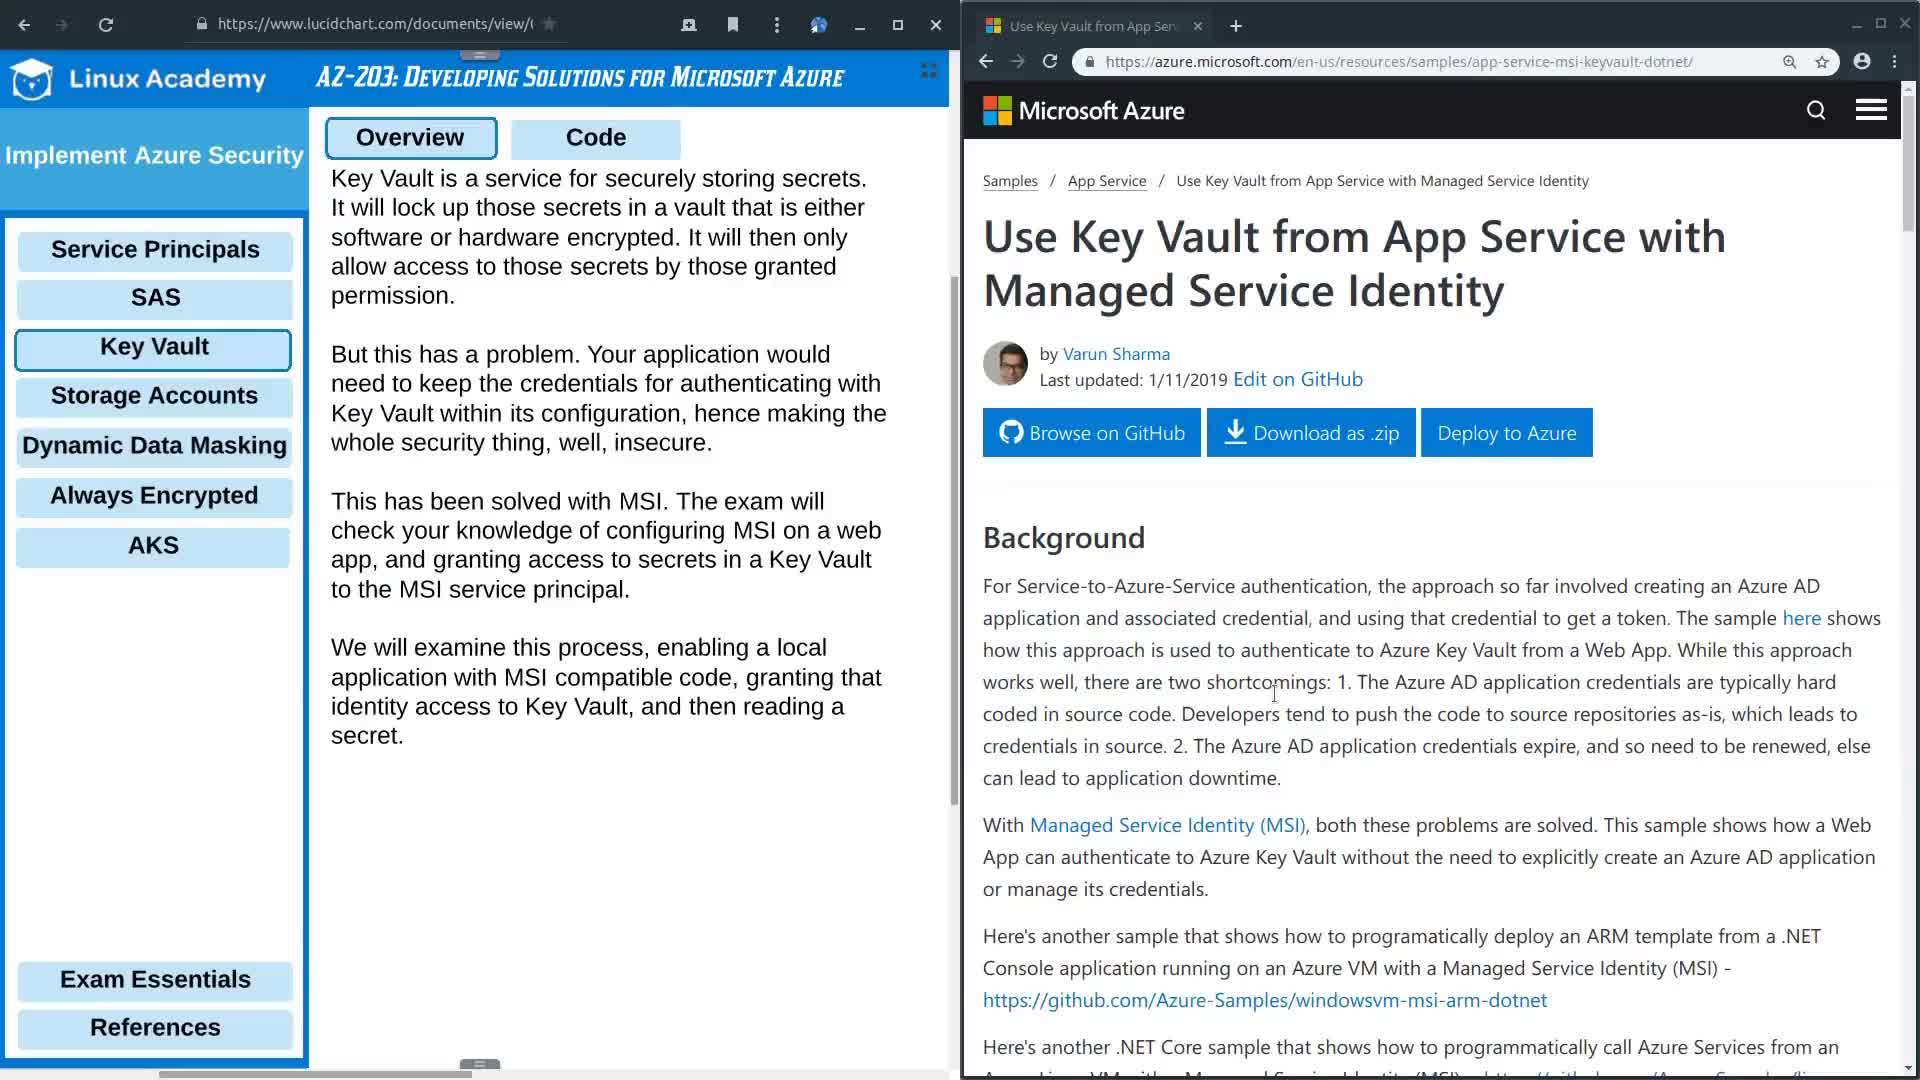 https://www.lucidchart.com/documents/view/
Linux Academy
AZ-203: Developing Solutions for Microsoft Azure
Implement Azure Security
Service Principals
SAS
Key Vault
Storage Accounts
Dynamic Data Masking
Always Encrypted
AKS
Exam Essentials
References
Overview
Code
Key Vault is a service for securely storing secrets.
It will lock up those secrets in a vault that is either
software or hardware encrypted. It will then only
allow access to those secrets by those granted
permission.
But this has a problem. Your application would
need to keep the credentials for authenticating with
Key Vault within its configuration, hence making the
whole security thing, well, insecure.
This has been solved with MSI. The exam will
check your knowledge of configuring MSI on a web
app, and granting access to secrets in a Key Vault
to the MSI service principal.
We will examine this process, enabling a local
application with MSI compatible code, granting that
identity access to Key Vault, and then reading a
secret.
Use Key Vault from App Ser
https://azure.microsoft.com/en-us/resources/samples/app-service-msi-keyvault-dotnet/
Microsoft Azure
Samples / App Service / Use Key Vault from App Service with Managed Service Identity
Use Key Vault from App Service with
Managed Service Identity
by Varun Sharma
Last updated: 1/11/2019 Edit on GitHub
Browse on GitHub
Download as .zip
Deploy to Azure
Background
For Service-to-Azure-Service authentication, the approach so far involved creating an Azure AD
application and associated credential, and using that credential to get a token. The sample here shows
how this approach is used to authenticate to Azure Key Vault from a Web App. While this approach
works well, there are two shortcomings: 1. The Azure AD application credentials are typically hard
coded in source code. Developers tend to push the code to source repositories as-is, which leads to
credentials in source. 2. The Azure AD application credentials expire, and so need to be renewed, else
can lead to application downtime.
With Managed Service Identity (MSI), both these problems are solved. This sample shows how a Web
App can authenticate to Azure Key Vault without the need to explicitly create an Azure AD application
or manage its credentials.
Here's another sample that shows how to programatically deploy an ARM template from a .NET
Console application running on an Azure VM with a Managed Service Identity (MSI) -
https://github.com/Azure-Samples/windowsvm-msi-arm-dotnet
Here's another .NET Core sample that shows how to programmatically call Azure Services from an